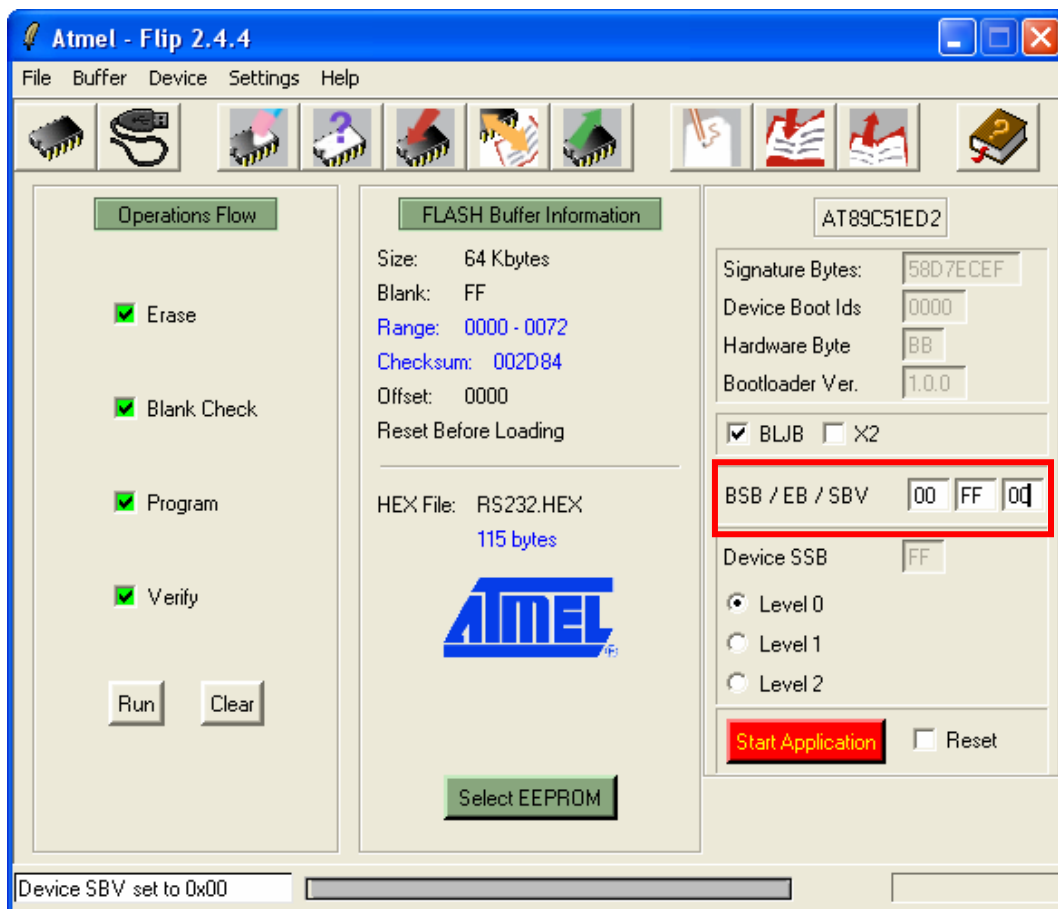 Atmel - Flip 2.4.4
File Buffer Device Settings Help
Operations Flow
Erase
Blank Check
Program
Verify
Run Clear
FLASH Buffer Information
Size: 64 Kbytes
Blank: FF
Range: 0000 - 0072
Checksum: 002D84
Offset: 0000
Reset Before Loading
HEX File: RS232.HEX
115 bytes
ATMEL ®
Select EEPROM
AT89C51ED2
Signature Bytes: 58D7ECEF
Device Boot Ids 0000
Hardware Byte BB
Bootloader Ver. 1.0.0
BLJB X2
BSB / EB / SBV 00 FF 00
Device SSB FF
Level 0
Level 1
Level 2
Start Application Reset
Device SBV set to 0x00